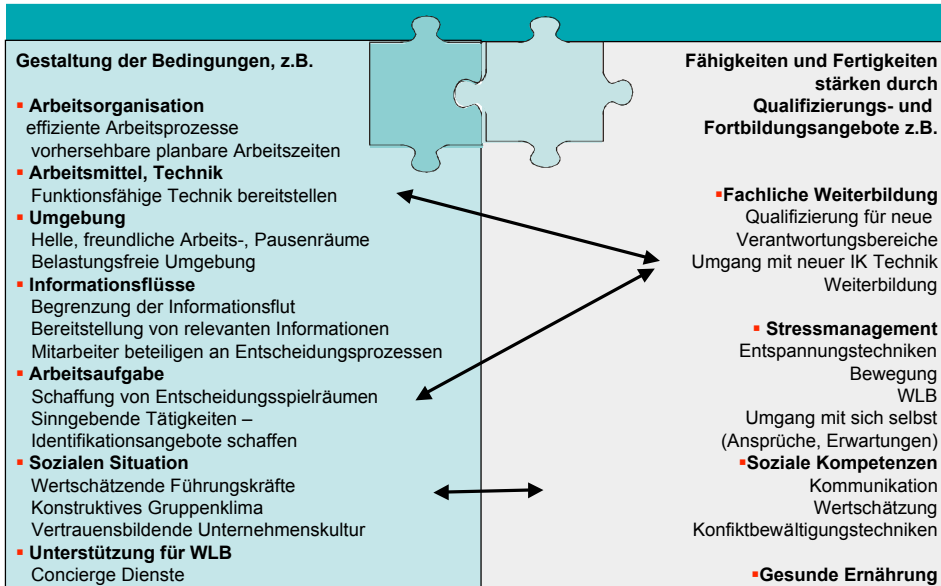 Gestaltung der Bedingungen, z.B.
▪ Arbeitsorganisation
effiziente Arbeitsprozesse
vorhersehbare planbare Arbeitszeiten
▪ Arbeitsmittel, Technik
Funktionsfähige Technik bereitstellen
▪ Umgebung
Helle, freundliche Arbeits-, Pausenräume
Belastungsfreie Umgebung
▪ Informationsflüsse
Begrenzung der Informationsflut
Bereitstellung von relevanten Informationen
Mitarbeiter beteiligen an Entscheidungsprozessen
▪ Arbeitsaufgabe
Schaffung von Entscheidungsspielräumen
Sinngebende Tätigkeiten –
Identifikationsangebote schaffen
▪ Sozialen Situation
Wertschätzende Führungskräfte
Konstruktives Gruppenklima
Vertrauensbildende Unternehmenskultur
▪ Unterstützung für WLB
Concierge Dienste
Fähigkeiten und Fertigkeiten
stärken durch
Qualifizierungs- und
Fortbildungsangebote z.B.
▪Fachliche Weiterbildung
Qualifizierung für neue
Verantwortungsbereiche
Umgang mit neuer IK Technik
Weiterbildung
▪ Stressmanagement
Entspannungstechniken
Bewegung
WLB
Umgang mit sich selbst
(Ansprüche, Erwartungen)
▪Soziale Kompetenzen
Kommunikation
Wertschätzung
Konfiktbewältigungstechniken
▪Gesunde Ernährung